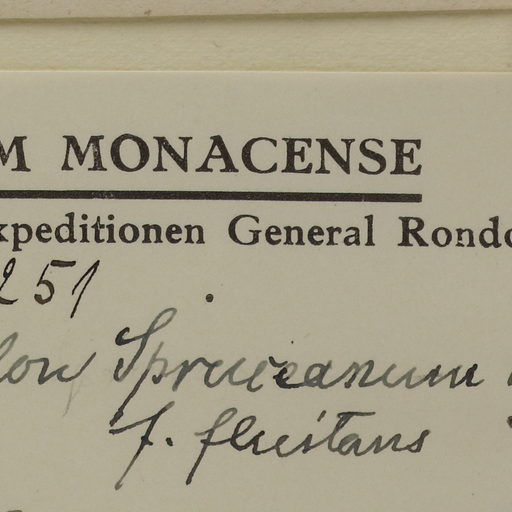 M MONACENSE
xpeditionen General Rondo
251
lon Spruceanum
f. fluitans